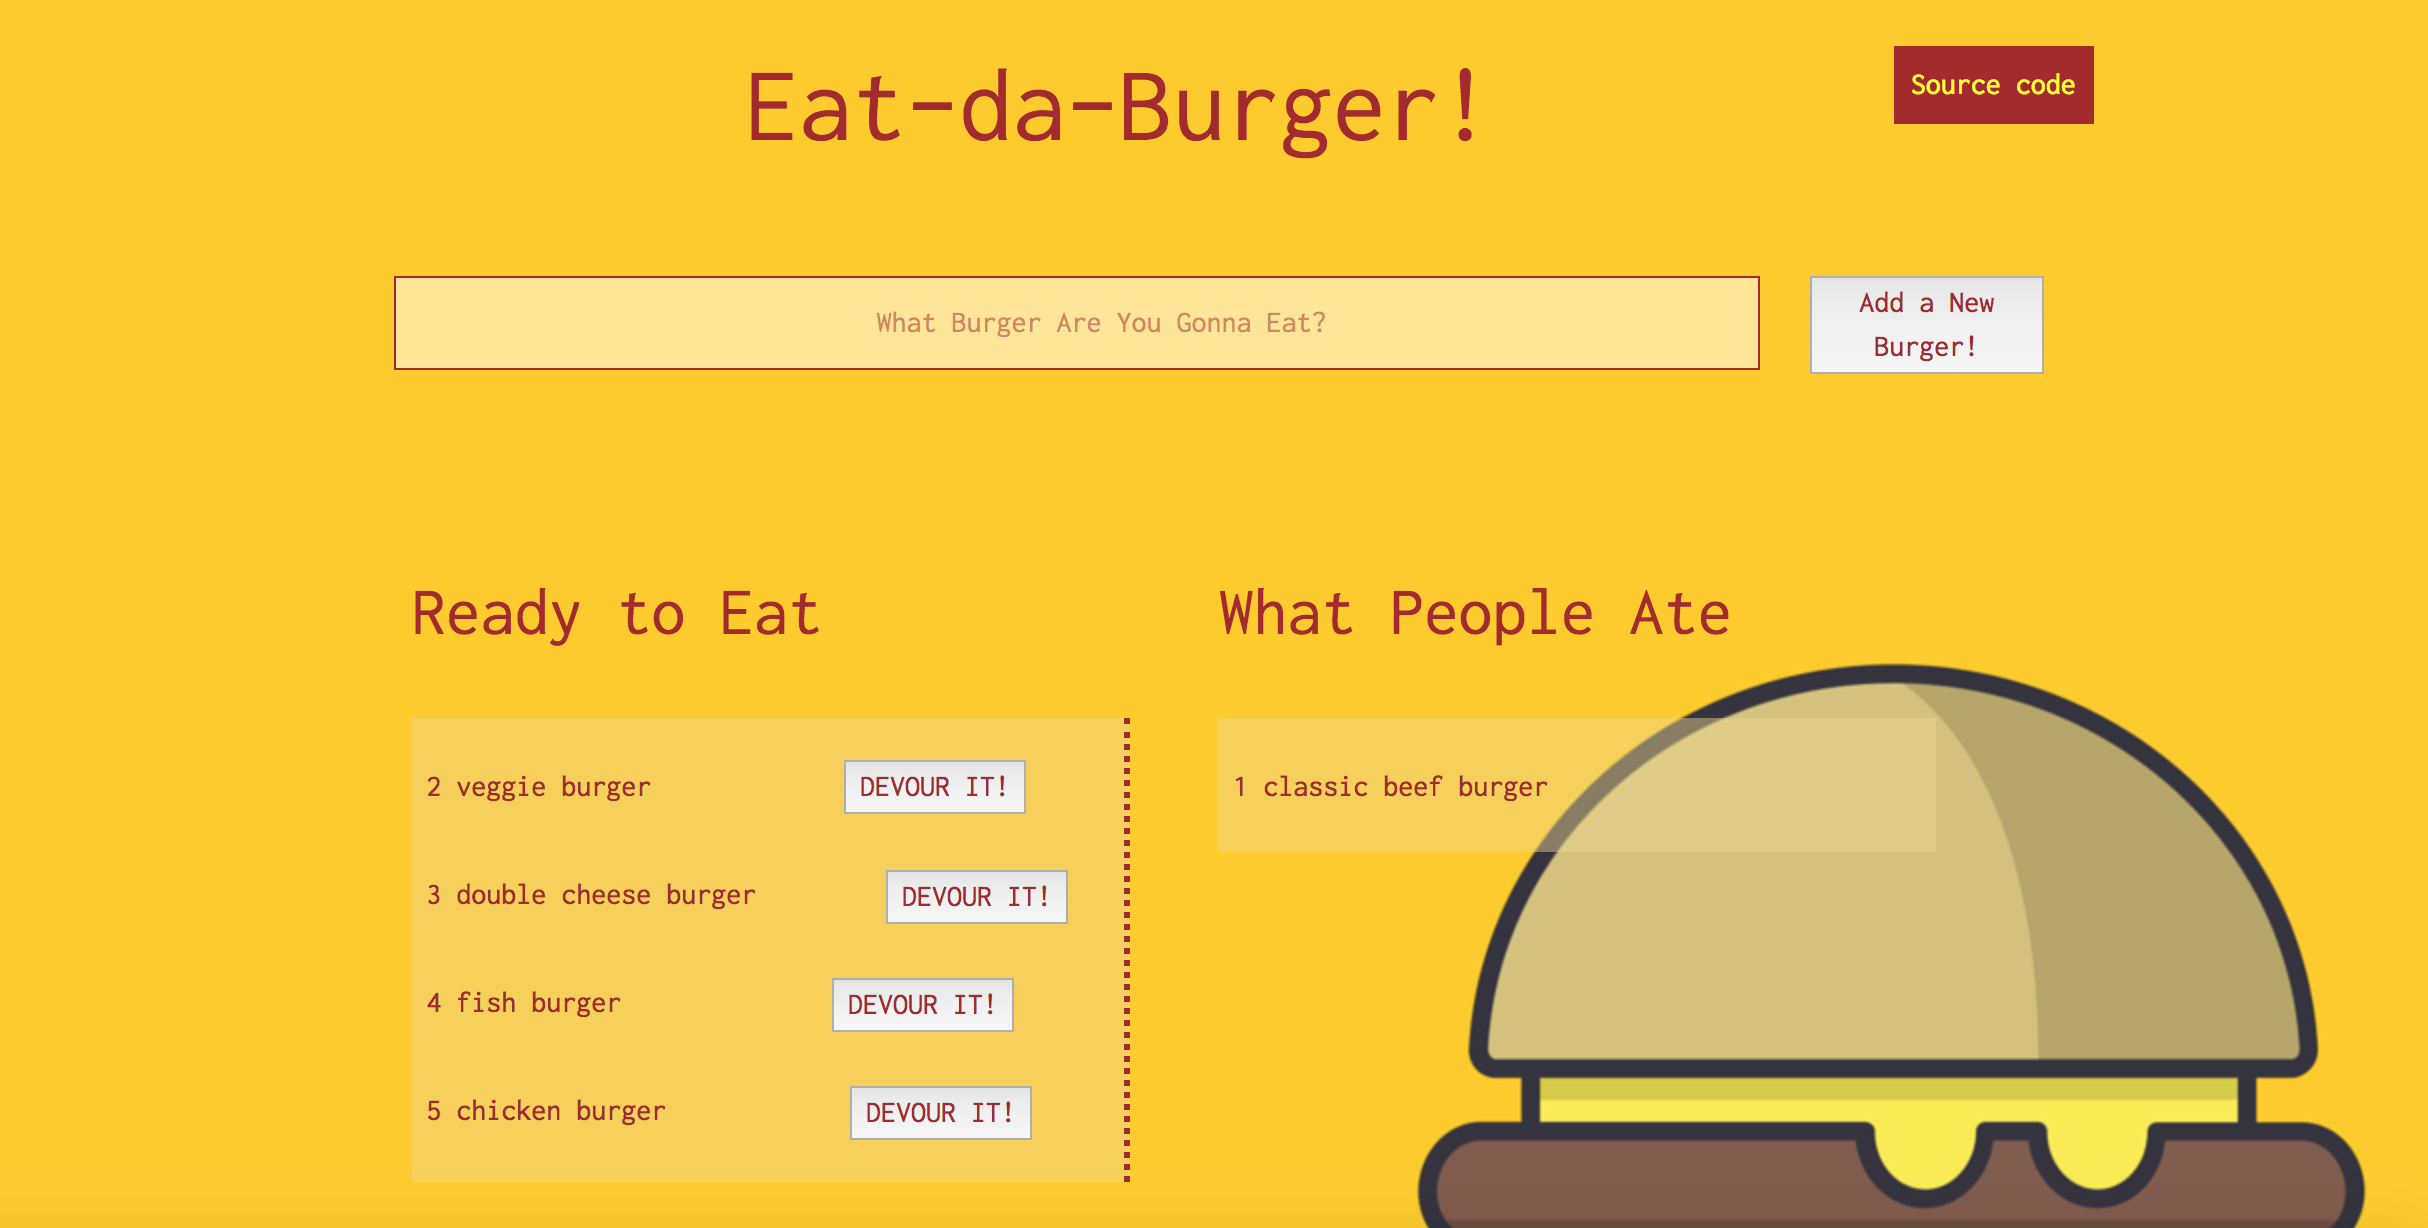 Eat-da-Burger!
Source code
What Burger Are You Gonna Eat?
Add a New
Burger!
Ready to Eat
2 veggie burger DEVOUR IT!
3 double cheese burger DEVOUR IT!
4 fish burger DEVOUR IT!
5 chicken burger DEVOUR IT!
What People Ate
1 classic beef burger